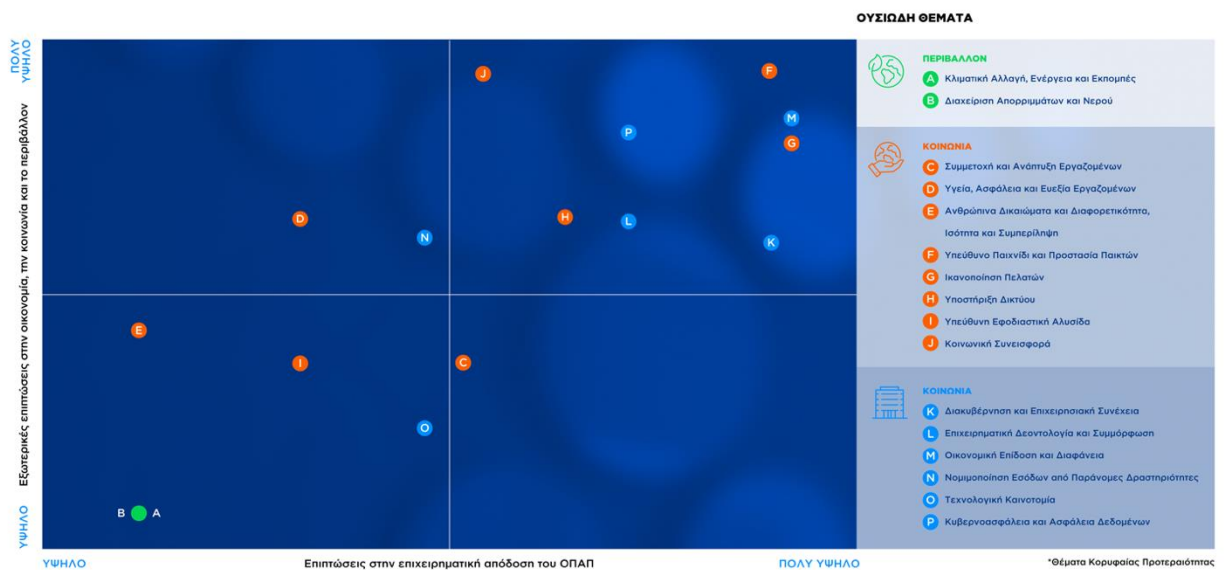 ΟΥΣΙΩΔΗ ΘΕΜΑΤΑ
ΠΟΛΥ
ΥΨΗΛΟ
Εξωτερικές επιπτώσεις στην οικονομία, την κοινωνία και το περιβάλλον
ΥΨΗΛΟ
J
F
M
P
G
D
H
L
N
K
E
I
C
O
B A
ΥΨΗΛΟ
Επιπτώσεις στην επιχειρηματική απόδοση του ΟΠΑΠ
ΠΟΛΥ ΥΨΗΛΟ
ΠΕΡΙΒΑΛΛΟΝ
A Κλιματική Αλλαγή, Ενέργεια και Εκπομπές
B Διαχείριση Απορριμμάτων και Νερού
ΚΟΙΝΩΝΙΑ
C Συμμετοχή και Ανάπτυξη Εργαζομένων
D Υγεία, Ασφάλεια και Ευεξία Εργαζομένων
E Ανθρώπινα Δικαιώματα και Διαφορετικότητα,
Ισότητα και Συμπερίληψη
F Υπεύθυνο Παιχνίδι και Προστασία Παικτών
G Ικανοποίηση Πελατών
H Υποστήριξη Δικτύου
I Υπεύθυνη Εφοδιαστική Αλυσίδα
J Κοινωνική Συνεισφορά
ΚΟΙΝΩΝΙΑ
K Διακυβέρνηση και Επιχειρησιακή Συνέχεια
L Επιχειρηματική Δεοντολογία και Συμμόρφωση
M Οικονομική Επίδοση και Διαφάνεια
N Νομιμοποίηση Εσόδων από Παράνομες Δραστηριότητες
O Τεχνολογική Καινοτομία
P Κυβερνοασφάλεια και Ασφάλεια Δεδομένων
*Θέματα Κορυφαίας Προτεραιότητας